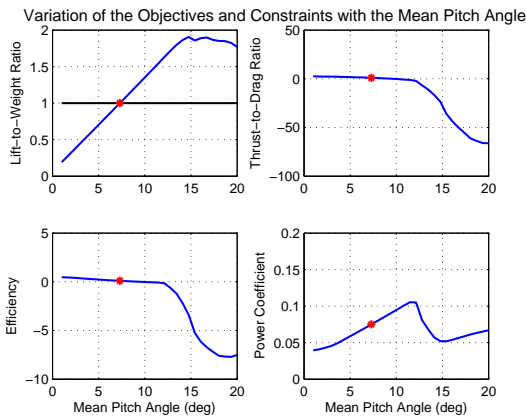 Variation of the Objectives and Constraints with the Mean Pitch Angle
Lift−to−Weight Ratio
2
1.5
1
0.5
0
0 5 10 15 20
Thrust−to−Drag Ratio
50
0
−50
−100
0 5 10 15 20
Efficiency
5
0
−5
−10
0 5 10 15 20
Mean Pitch Angle (deg)
Power Coefficient
0.2
0.15
0.1
0.05
0
0 5 10 15 20
Mean Pitch Angle (deg)